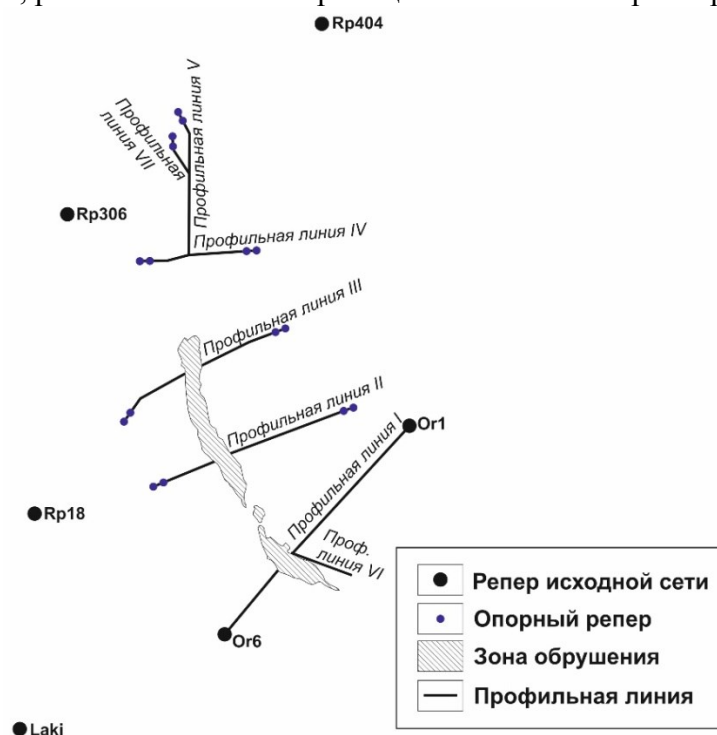 Rp404
Профильная линия V
Профильная
линия VII
Rp306
Профильная линия IV
Профильная линия III
Профильная линия II
Or1
Профильная линия I
Rp18
Проф.
линия VI
Or6
Laki
Репер исходной сети
Опорный репер
Зона обрушения
Профильная линия